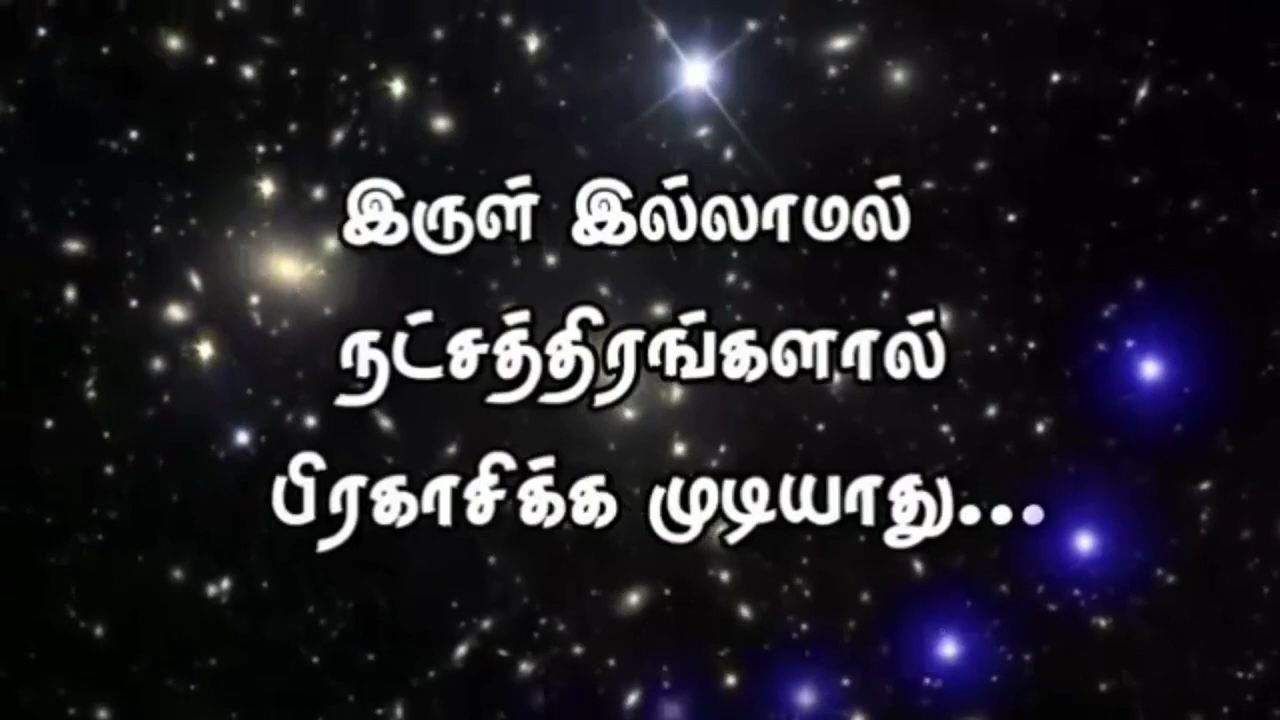 இருள் இல்லாமல்
நட்சத்திரங்களால்
பிரகாசிக்க முடியாது...